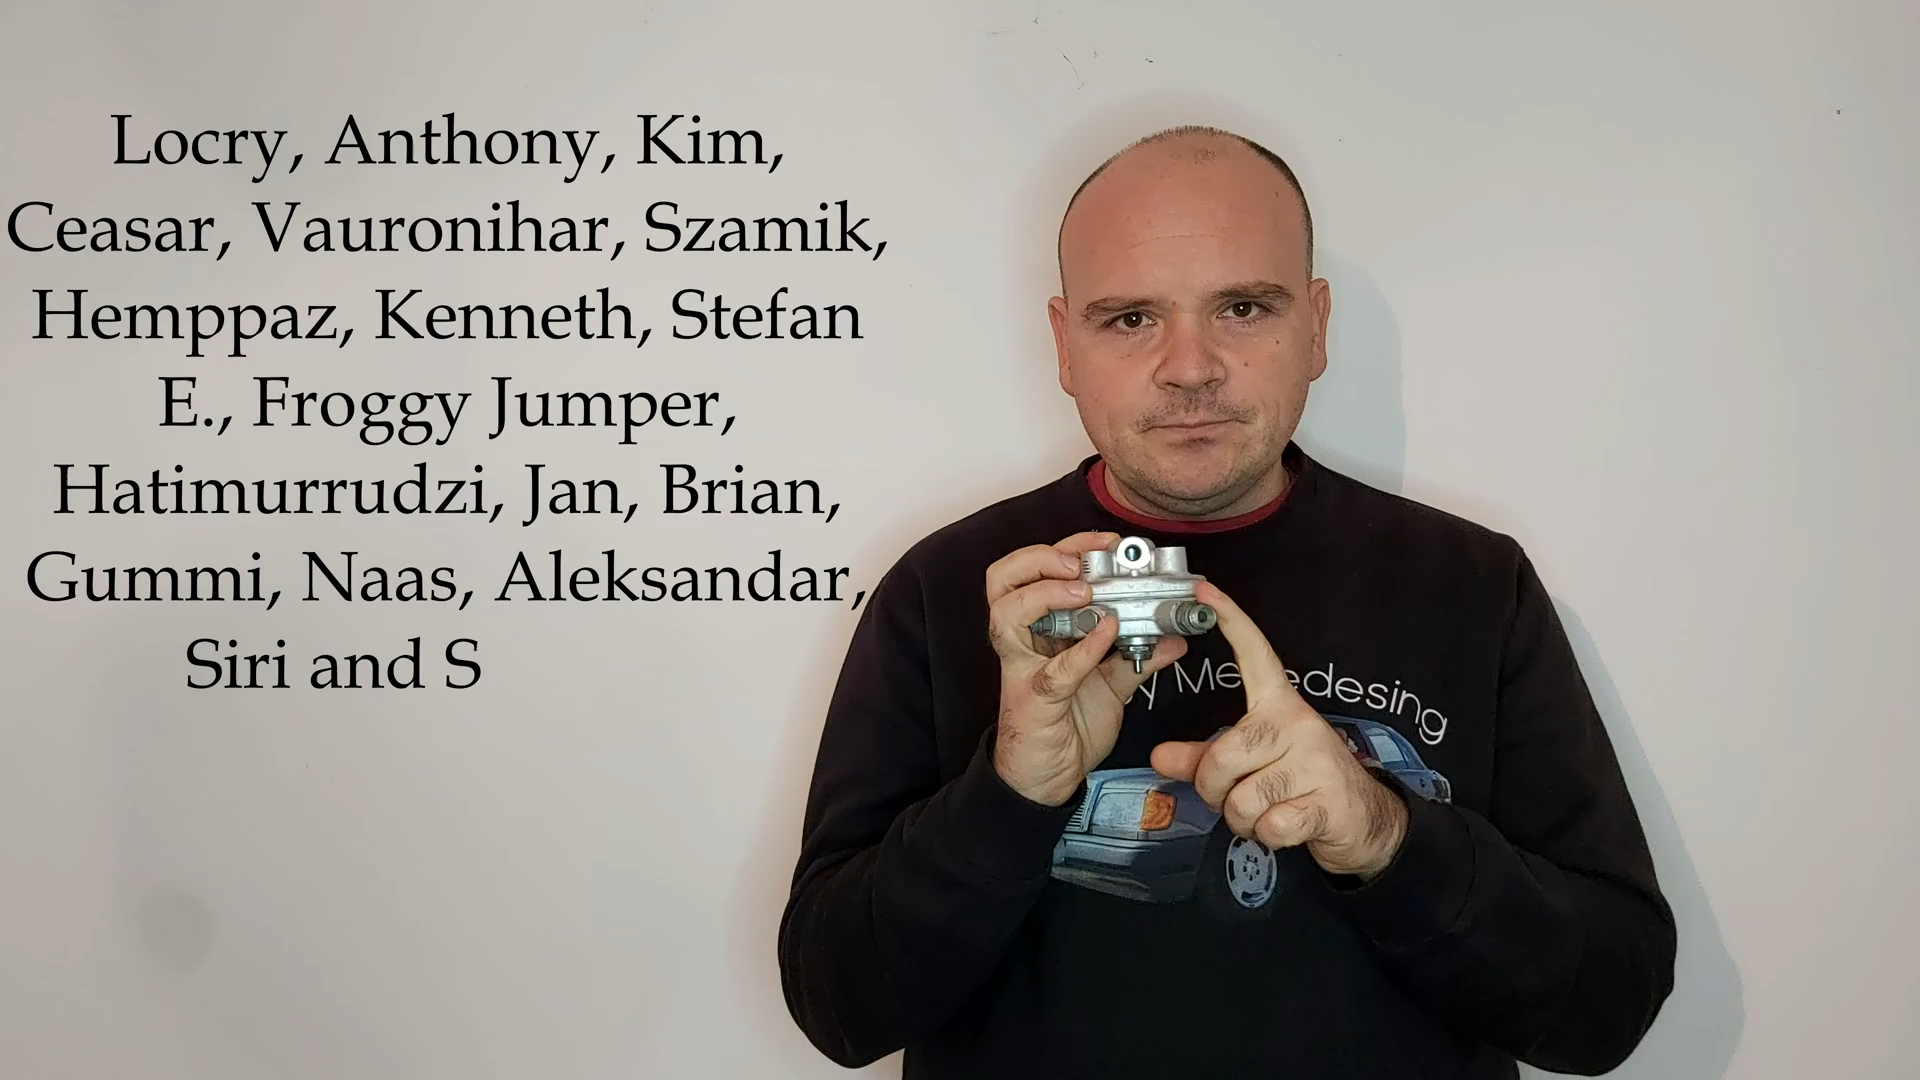 Locry, Anthony, Kim,
Ceasar, Vauronihar, Szamik,
Hemppaz, Kenneth, Stefan
E., Froggy Jumper,
Hatimurrudzi, Jan, Brian,
Gummi, Naas, Aleksandar,
Siri and S